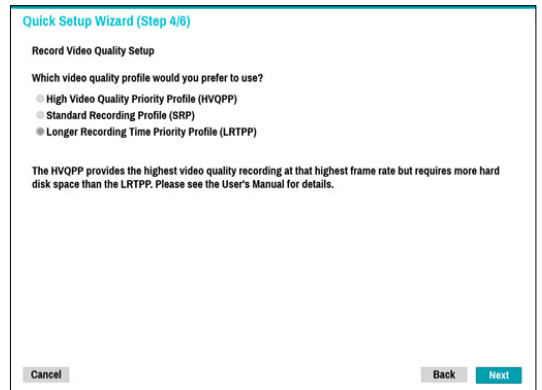 Quick Setup Wizard (Step 4/6)
Record Video Quality Setup
Which video quality profile would you prefer to use?
High Video Quality Priority Profile (HVQPP)
Standard Recording Profile (SRP)
Longer Recording Time Priority Profile (LRTPP)
The HVQPP provides the highest video quality recording at that highest frame rate but requires more hard
disk space than the LRTPP. Please see the User's Manual for details.
Cancel
Back
Next